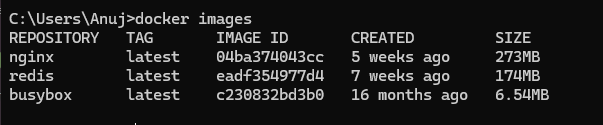 C:\Users\Anuj>docker images
REPOSITORY   TAG       IMAGE ID       CREATED         SIZE
nginx        latest    04ba374043cc   5 weeks ago     273MB
redis        latest    eadf354977d4   7 weeks ago     174MB
busybox      latest    c230832bd3b0   16 months ago   6.54MB